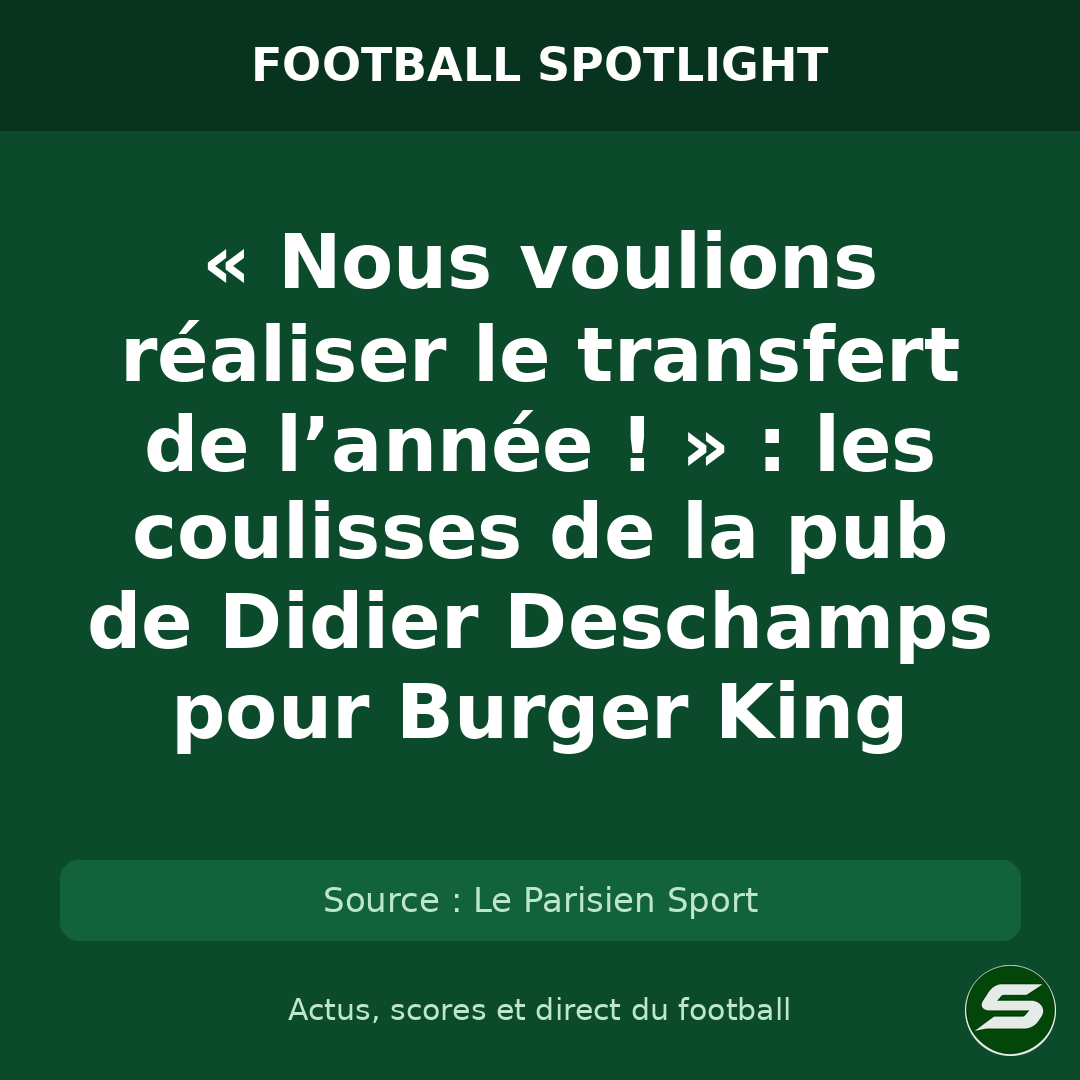 FOOTBALL SPOTLIGHT
« Nous voulions
réaliser le transfert
de l’année ! » : les
coulisses de la pub
de Didier Deschamps
pour Burger King
Source : Le Parisien Sport
Actus, scores et direct du football
S